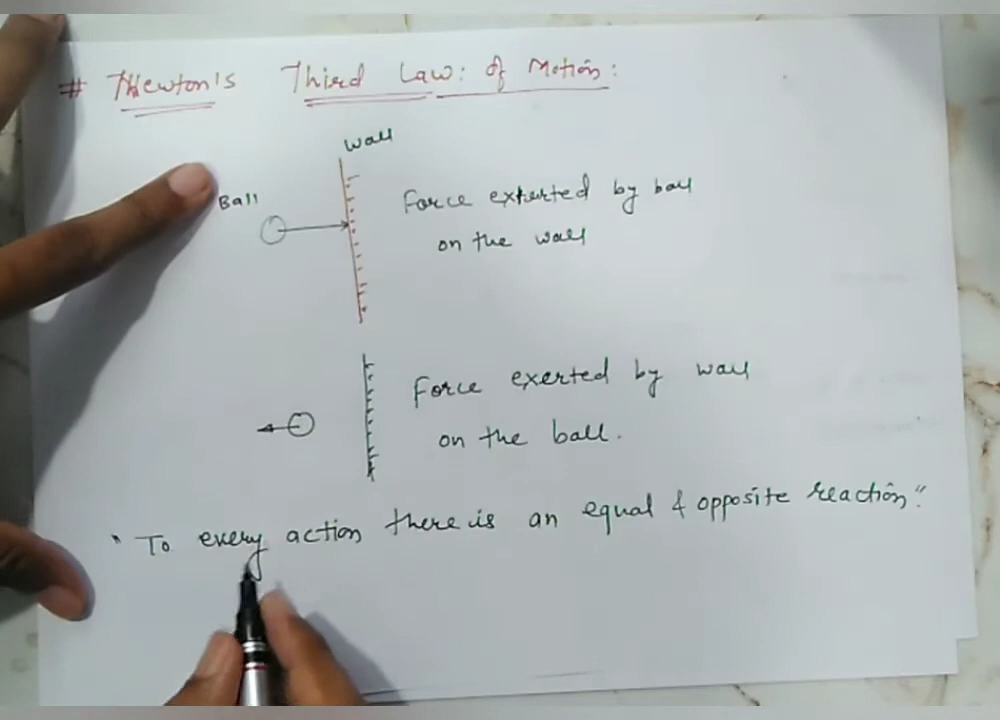 # Newton's Third Law: of Motion:
wall
Ball
Force exherted by ball
on the wall
Force exerted by wall
on the ball.
"To every action there is an equal & opposite reaction."